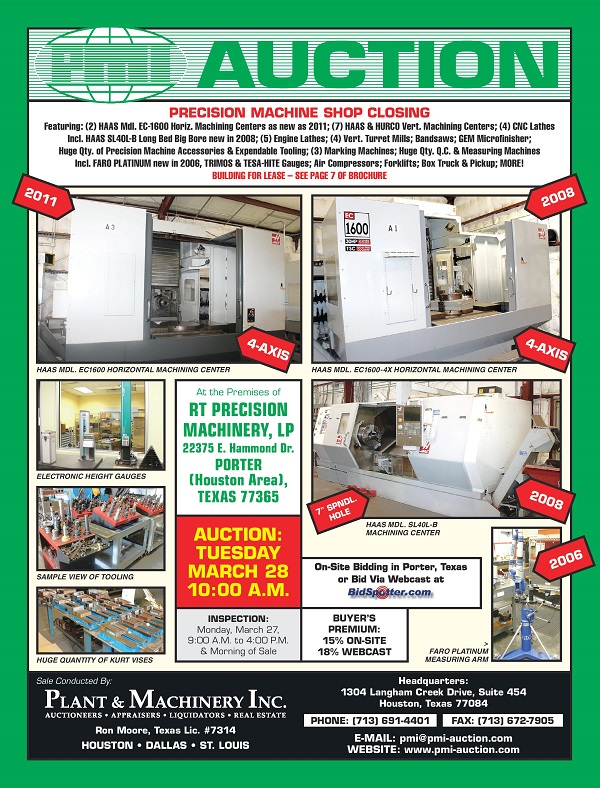 PMI AUCTION
PRECISION MACHINE SHOP CLOSING
Featuring: (2) HAAS Mdl. EC-1600 Horiz. Machining Centers as new as 2011; (7) HAAS & HURCO Vert. Machining Centers; (4) CNC Lathes
Incl. HAAS SL40L-B Long Bed Big Bore new in 2008; (5) Engine Lathes; (4) Vert. Turret Mills; Bandsaws; GEM Microfinisher;
Huge Qty. of Precision Machine Accessories & Expendable Tooling; (3) Marking Machines; Huge Qty. Q.C. & Measuring Machines
Incl. FARO PLATINUM new in 2006, TRIMOS & TESA-HITE Gauges; Air Compressors; Forklifts; Box Truck & Pickup; MORE!
BUILDING FOR LEASE – SEE PAGE 7 OF BROCHURE
2011
A3
4-AXIS
HAAS MDL. EC1600 HORIZONTAL MACHINING CENTER
2008
EC
1600
A1
4-AXIS
HAAS MDL. EC1600-4X HORIZONTAL MACHINING CENTER
ELECTRONIC HEIGHT GAUGES
SAMPLE VIEW OF TOOLING
HUGE QUANTITY OF KURT VISES
At the Premises of
RT PRECISION
MACHINERY, LP
22375 E. Hammond Dr.
PORTER
(Houston Area),
TEXAS 77365
AUCTION:
TUESDAY
MARCH 28
10:00 A.M.
INSPECTION:
Monday, March 27,
9:00 A.M. to 4:00 P.M.
& Morning of Sale
7" SPNDL.
HOLE
2008
HAAS MDL. SL40L-B
MACHINING CENTER
On-Site Bidding in Porter, Texas
or Bid Via Webcast at
BidSpotter.com
BUYER'S
PREMIUM:
15% ON-SITE
18% WEBCAST
2006
>
FARO PLATINUM
MEASURING ARM
Sale Conducted By:
PLANT & MACHINERY INC.
AUCTIONEERS • APPRAISERS • LIQUIDATORS • REAL ESTATE
Ron Moore, Texas Lic. #7314
HOUSTON • DALLAS • ST. LOUIS
Headquarters:
1304 Langham Creek Drive, Suite 454
Houston, Texas 77084
PHONE: (713) 691-4401 FAX: (713) 672-7905
E-MAIL: pmi@pmi-auction.com
WEBSITE: www.pmi-auction.com